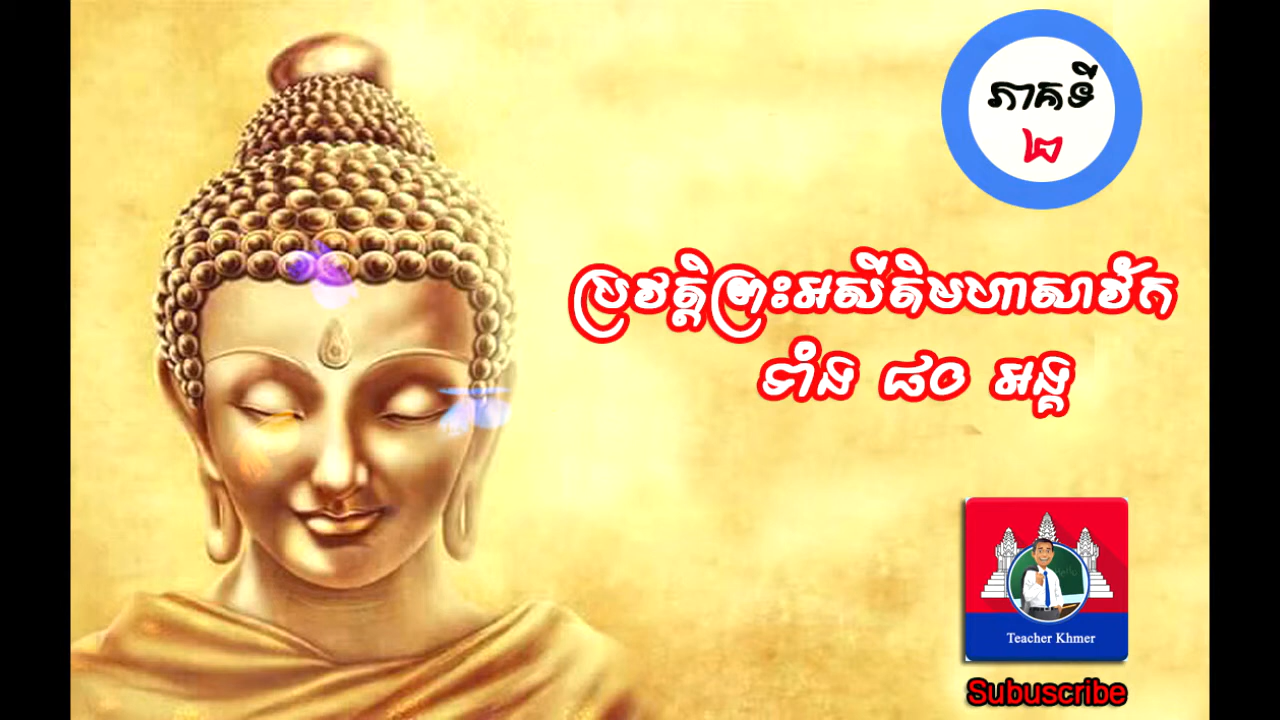 ភាគទី
២
ប្រវត្តិព្រះអសីតិមហាសាវ័ក
ទាំង ៨០ អង្គ
Teacher Khmer
Subuscribe